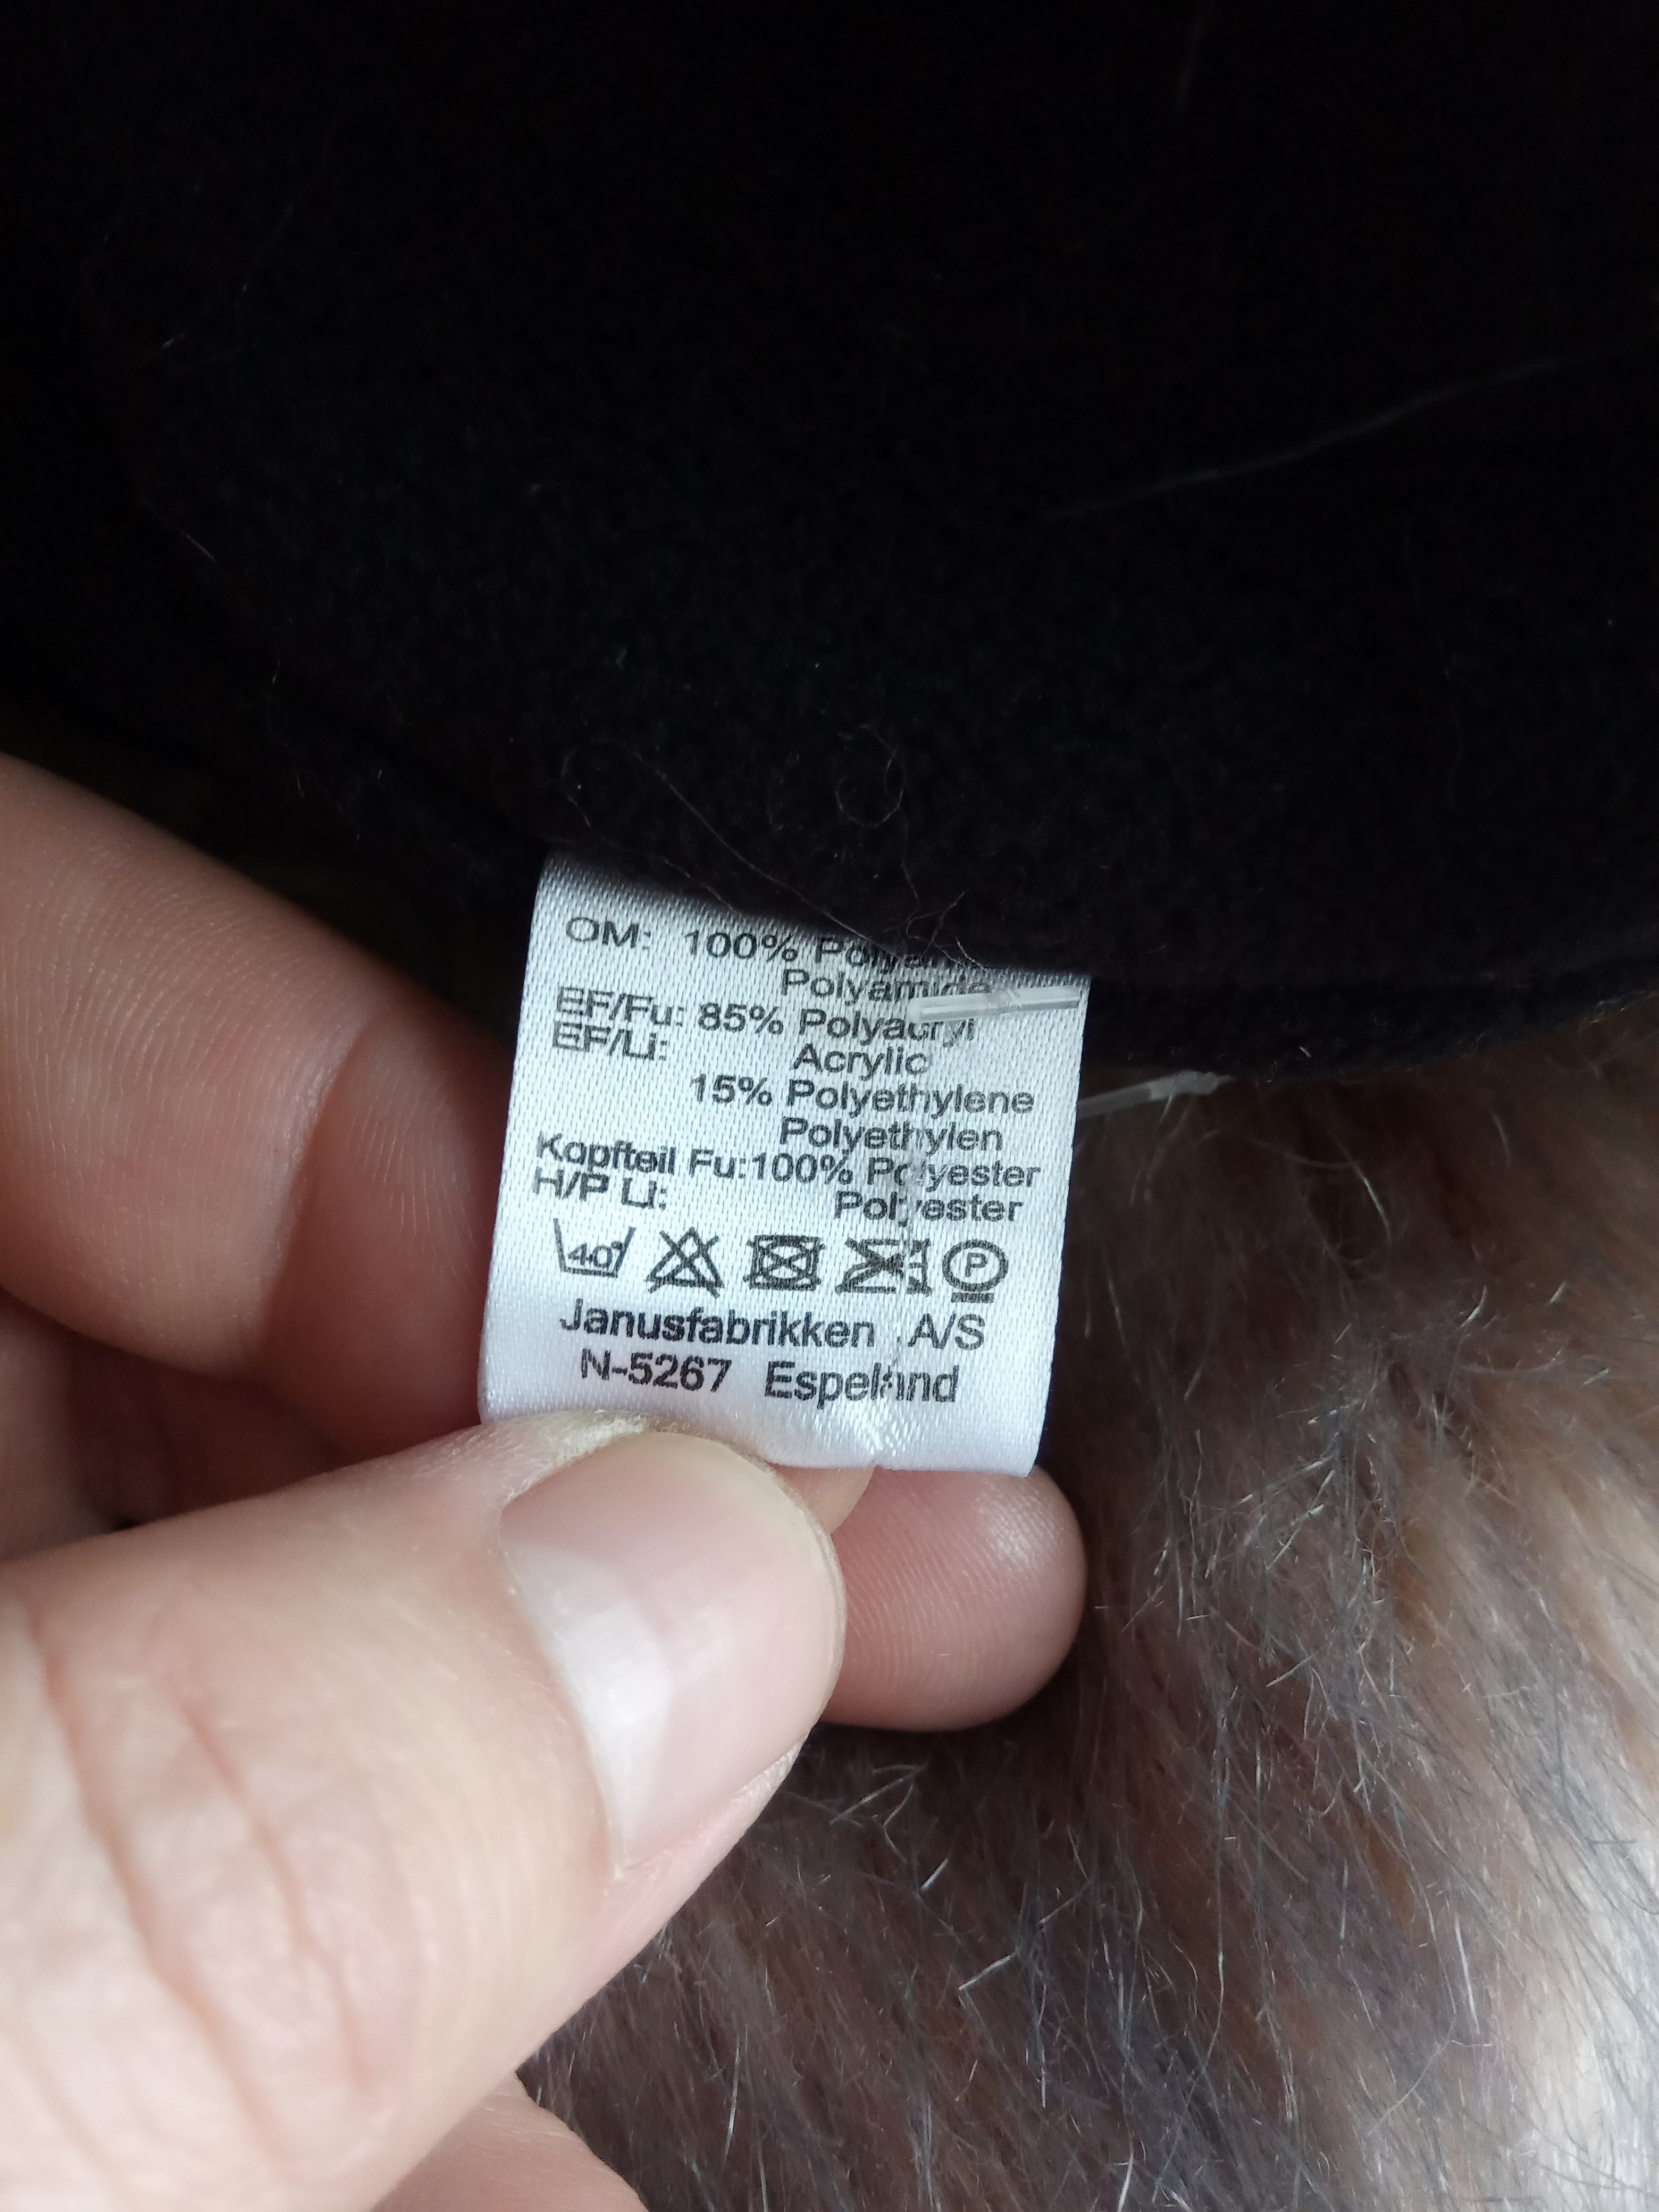 OM: 100% Polyamid
Polyamide
EF/Fu: 85% Polyacryl
EF/Li: Acrylic
15% Polyethylene
Polyethylen
Kopfteil Fu:100% Polyester
H/P Li: Polyester
40°
P
Janusfabrikken A/S
N-5267 Espeland